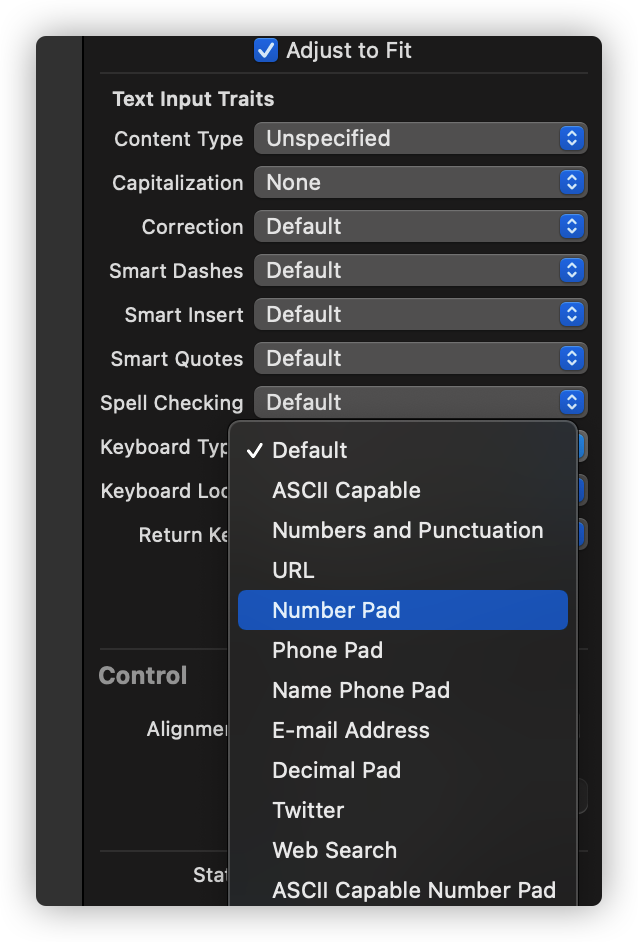 Adjust to Fit
Text Input Traits
Content Type Unspecified
Capitalization None
Correction Default
Smart Dashes Default
Smart Insert Default
Smart Quotes Default
Spell Checking Default
Keyboard Typ
Default
ASCII Capable
Keyboard Loo
Numbers and Punctuation
Return Ke
URL
Number Pad
Phone Pad
Control
Name Phone Pad
Alignmen
E-mail Address
Decimal Pad
Twitter
Web Search
Stat
ASCII Capable Number Pad